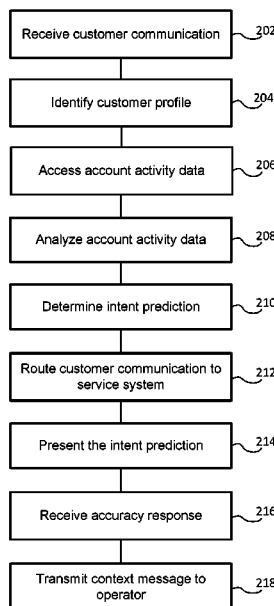 Receive customer communication
202
Identify customer profile
204
Access account activity data
206
Analyze account activity data
208
Determine intent prediction
210
Route customer communication to
service system
212
Present the intent prediction
214
Receive accuracy response
216
Transmit context message to
operator
218